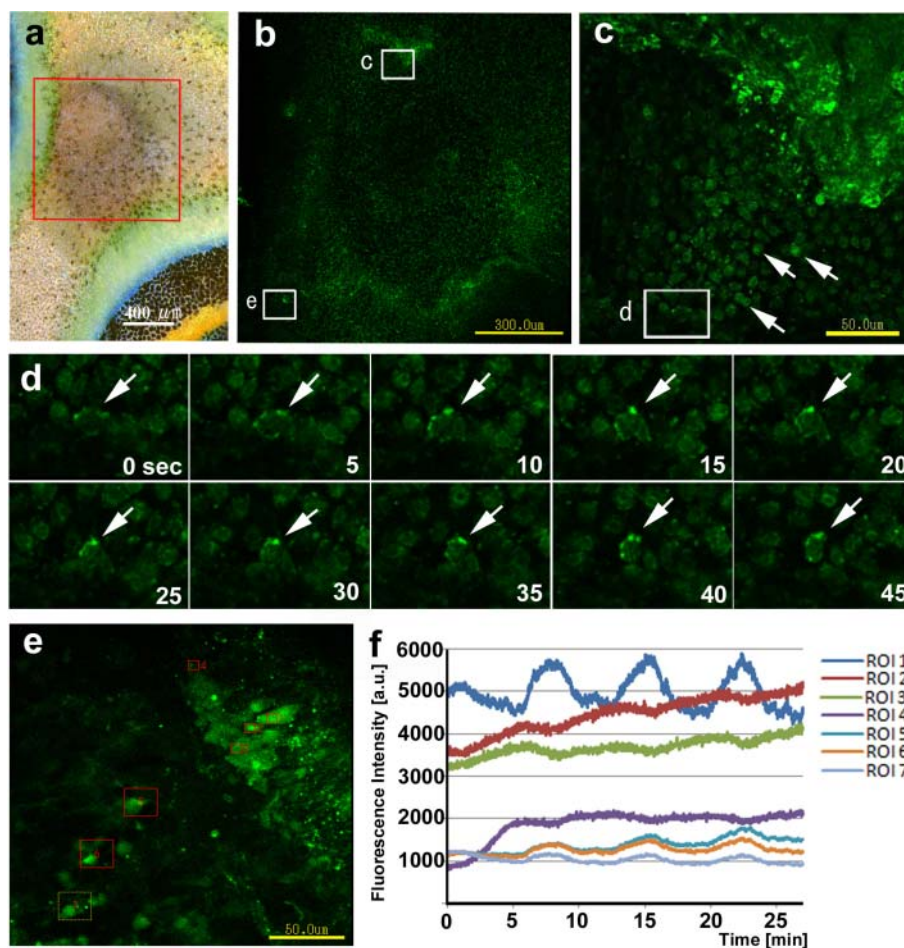 a
400 μm
b
c
e
300.0um
c
d
50.0um
d
0 sec
5
10
15
20
25
30
35
40
45
e
4
50.0um
f
Fluorescence Intensity [a.u.]
6000
5000
4000
3000
2000
1000
0
5
10
15
20
25
Time [min]
ROI 1
ROI 2
ROI 3
ROI 4
ROI 5
ROI 6
ROI 7